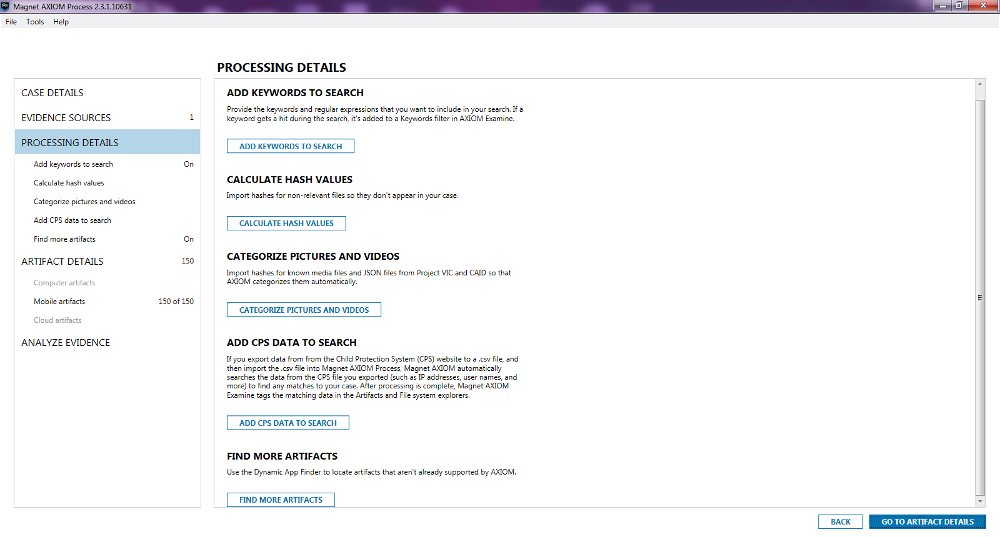 Magnet AXIOM Process 2.3.1.10631
File Tools Help
PROCESSING DETAILS
CASE DETAILS
EVIDENCE SOURCES 1
PROCESSING DETAILS
Add keywords to search On
Calculate hash values
Categorize pictures and videos
Add CPS data to search
Find more artifacts On
ARTIFACT DETAILS 150
Computer artifacts
Mobile artifacts 150 of 150
Cloud artifacts
ANALYZE EVIDENCE
ADD KEYWORDS TO SEARCH
Provide the keywords and regular expressions that you want to include in your search. If a
keyword gets a hit during the search, it's added to a Keywords filter in AXIOM Examine.
ADD KEYWORDS TO SEARCH
CALCULATE HASH VALUES
Import hashes for non-relevant files so they don't appear in your case.
CALCULATE HASH VALUES
CATEGORIZE PICTURES AND VIDEOS
Import hashes for known media files and JSON files from Project VIC and CAID so that
AXIOM categorizes them automatically.
CATEGORIZE PICTURES AND VIDEOS
ADD CPS DATA TO SEARCH
If you export data from from the Child Protection System (CPS) website to a .csv file, and
then import the .csv file into Magnet AXIOM Process, Magnet AXIOM automatically
searches the data from the CPS file you exported (such as IP addresses, user names, and
more) to find any matches to your case. After processing is complete, Magnet AXIOM
Examine tags the matching data in the Artifacts and File system explorers.
ADD CPS DATA TO SEARCH
FIND MORE ARTIFACTS
Use the Dynamic App Finder to locate artifacts that aren't already supported by AXIOM.
FIND MORE ARTIFACTS
BACK
GO TO ARTIFACT DETAILS